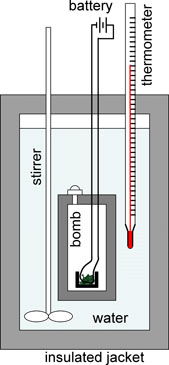 battery
thermometer
stirrer
bomb
water
insulated jacket